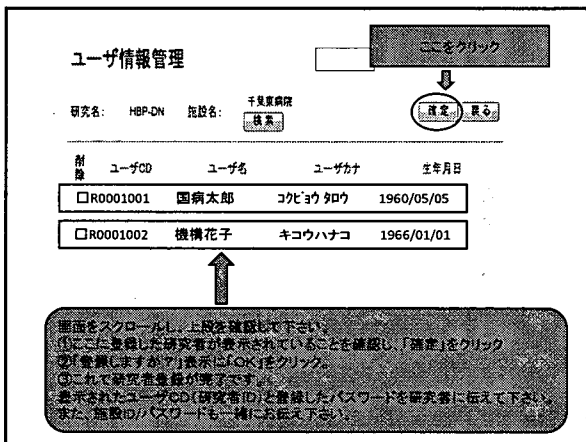 ここをクリック
ユーザ情報管理
研究名: HBP-DN 施設名: 千葉東病院
検索
確定 戻る
削除 ユーザCD ユーザ名 ユーザカナ 生年月日
□R0001001 国病太郎 コクビョウ タロウ 1960/05/05
□R0001002 機構花子 キコウハナコ 1966/01/01
画面をスクロールし、上段を確認して下さい。
①ここに登録した研究者が表示されていることを確認し、「確定」をクリック
②「登録しますか?」表示に「OK」をクリック。
③これで研究者登録が完了です。
表示されたユーザCD(研究者ID)と登録したパスワードを研究者に伝えて下さい。
また、施設ID/パスワードも一緒にお伝え下さい。